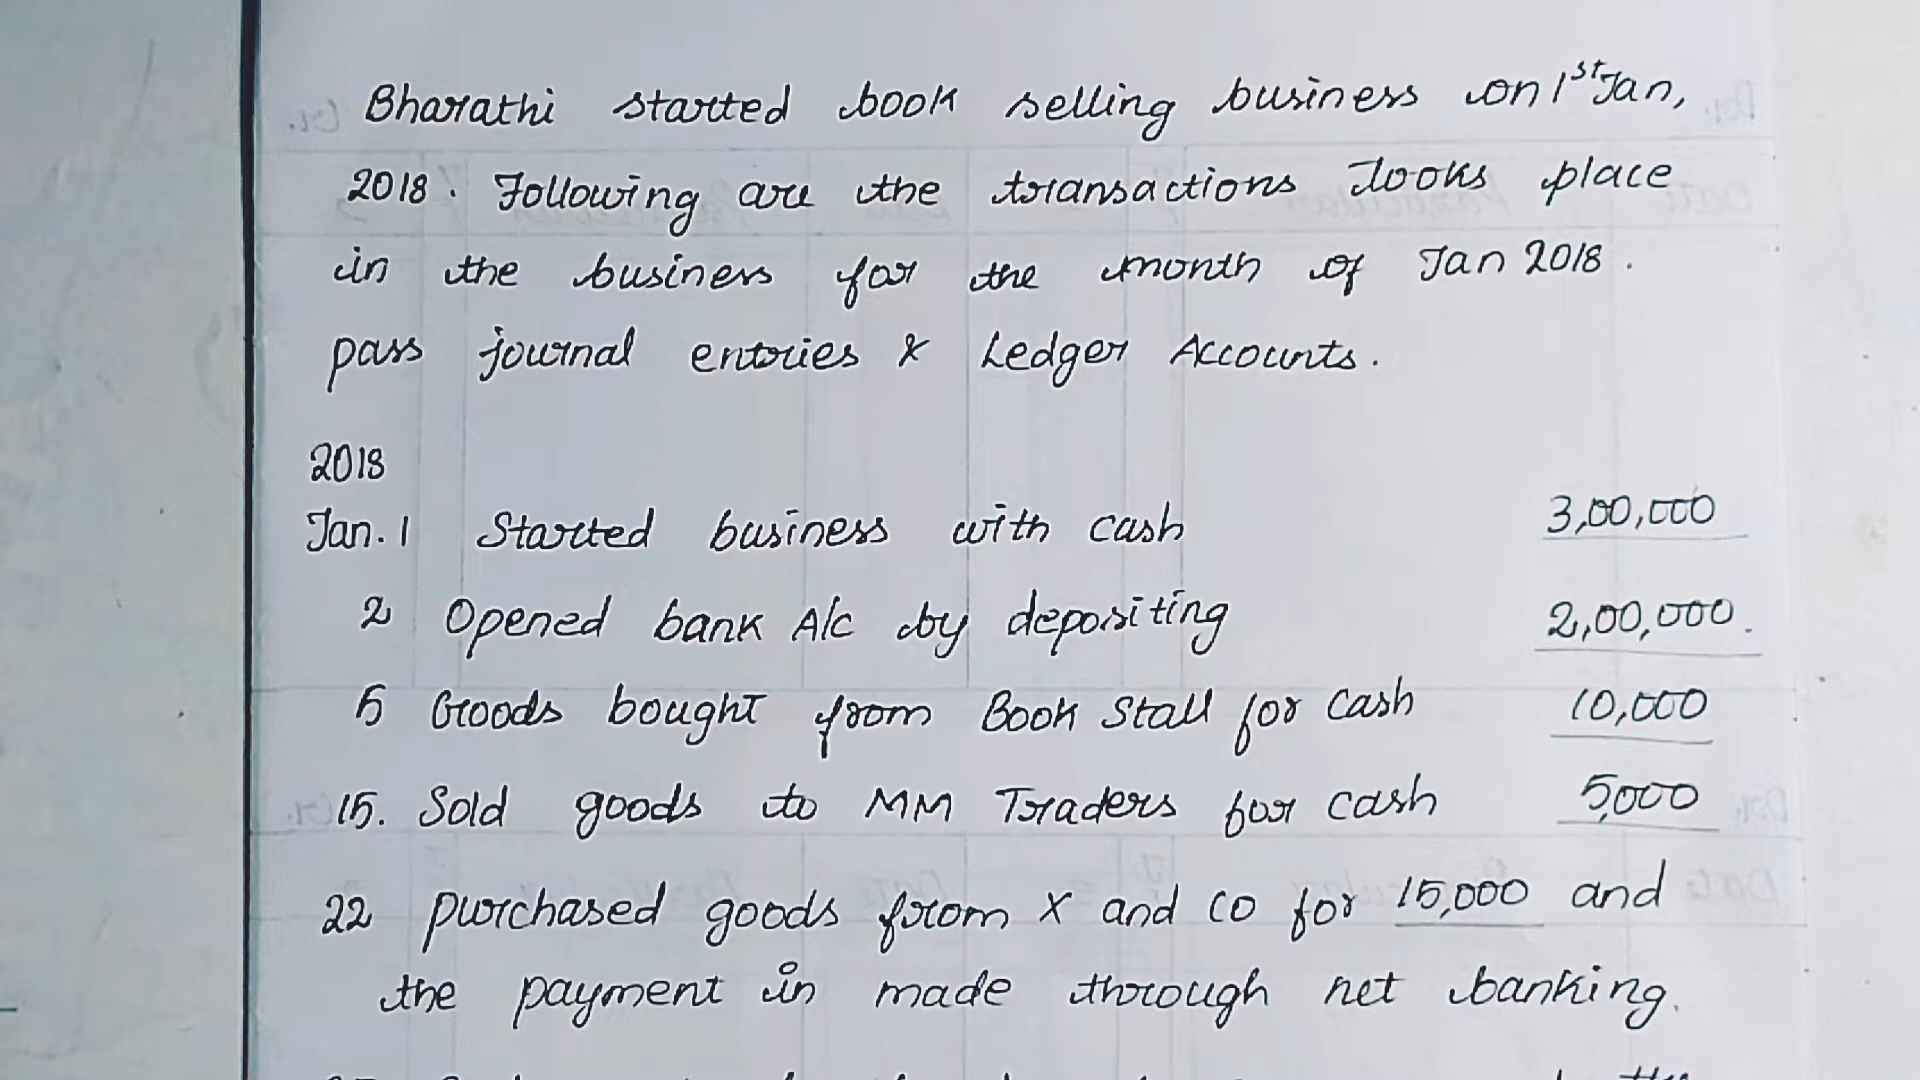 Bharathi started book selling business on 1st Jan,
2018. Following are the transactions tooks place
in the business for the month of Jan 2018.
pass journal entries & Ledger Accounts.
2018
Jan. 1 Started business with cash 3,00,000
2 Opened bank A/c by depositing 2,00,000.
5 Goods bought from Book Stall for cash 10,000
15. Sold goods to MM Traders for cash 5,000
22 purchased goods from X and CO for 15,000 and
the payment in made through net banking.